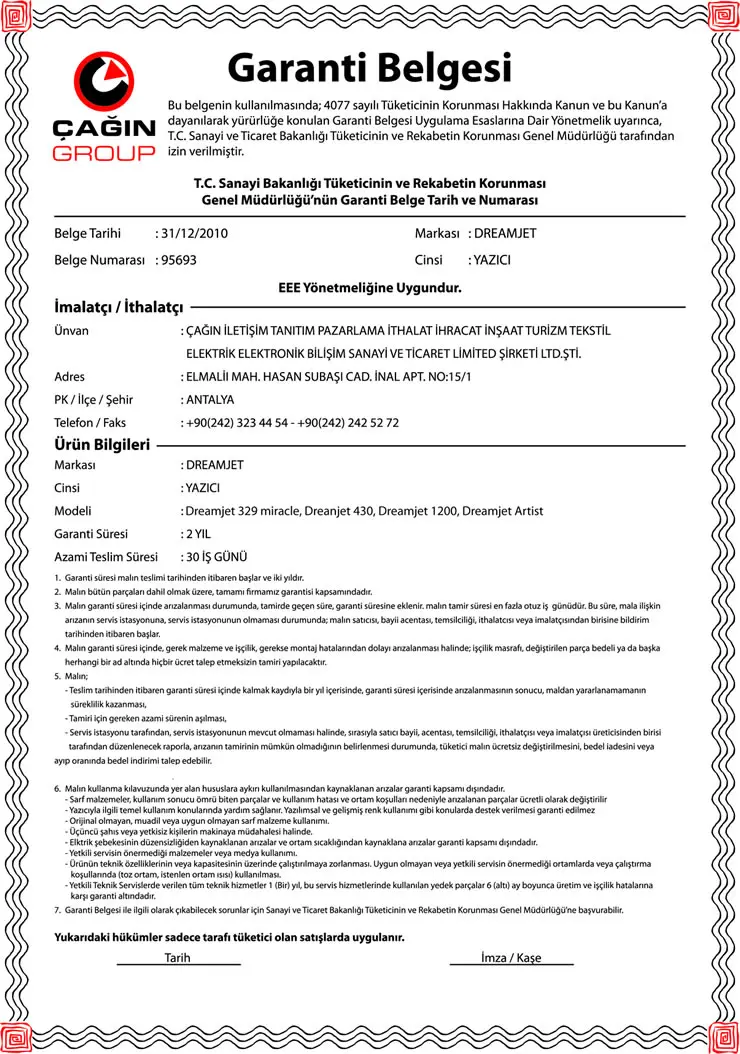 ÇAĞIN
GROUP
Garanti Belgesi
Bu belgenin kullanılmasında; 4077 sayılı Tüketicinin Korunması Hakkında Kanun ve bu Kanun’a
dayanılarak yürürlüğe konulan Garanti Belgesi Uygulama Esaslarına Dair Yönetmelik uyarınca,
T.C. Sanayi ve Ticaret Bakanlığı Tüketicinin ve Rekabetin Korunması Genel Müdürlüğü tarafından
izin verilmiştir.
T.C. Sanayi Bakanlığı Tüketicinin ve Rekabetin Korunması
Genel Müdürlüğü’nün Garanti Belge Tarih ve Numarası
Belge Tarihi : 31/12/2010 Markası : DREAMJET
Belge Numarası : 95693 Cinsi : YAZICI
EEE Yönetmeliğine Uygundur.
İmalatçı / İthalatçı
Ünvan : ÇAĞIN İLETİŞİM TANITIM PAZARLAMA İTHALAT İHRACAT İNŞAAT TURİZM TEKSTİL
ELEKTRİK ELEKTRONİK BİLİŞİM SANAYİ VE TİCARET LİMİTED ŞİRKETİ LTD.ŞTİ.
Adres : ELMALII MAH. HASAN SUBAŞI CAD. İNAL APT. NO:15/1
PK / İlçe / Şehir : ANTALYA
Telefon / Faks : +90(242) 323 44 54 - +90(242) 242 52 72
Ürün Bilgileri
Markası : DREAMJET
Cinsi : YAZICI
Modeli : Dreamjet 329 miracle, Dreanjet 430, Dreamjet 1200, Dreamjet Artist
Garanti Süresi : 2 YIL
Azami Teslim Süresi : 30 İŞ GÜNÜ
1. Garanti süresi malın teslimi tarihinden itibaren başlar ve iki yıldır.
2. Malın bütün parçaları dahil olmak üzere, tamamı firmamız garantisi kapsamındadır.
3. Malın garanti süresi içinde arızalanması durumunda, tamirde geçen süre, garanti süresine eklenir. malın tamir süresi en fazla otuz iş günüdür. Bu süre, mala ilişkin
arızanın servis istasyonuna, servis istasyonunun olmaması durumunda; malın satıcısı, bayii acentası, temsilciliği, ithalatcısı veya imalatçısından birisine bildirim
tarihinden itibaren başlar.
4. Malın garanti süresi içinde, gerek malzeme ve işçilik, gerekse montaj hatalarından dolayı arızalanması halinde; işçilik masrafı, değiştirilen parça bedeli ya da başka
herhangi bir ad altında hiçbir ücret talep etmeksizin tamiri yapılacaktır.
5. Malın;
- Teslim tarihinden itibaren garanti süresi içinde kalmak kaydıyla bir yıl içerisinde, garanti süresi içerisinde arızalanmasının sonucu, maldan yararlanamamanın
süreklilik kazanması,
- Tamiri için gereken azami sürenin aşılması,
- Servis istasyonu tarafından, servis istasyonunun mevcut olmaması halinde, sırasıyla satıcı bayii, acentası, temsilciliği, ithalatçısı veya imalatçısı üreticisinden birisi
tarafından düzenlenecek raporla, arızanın tamirinin mümkün olmadığının belirlenmesi durumunda, tüketici malın ücretsiz değiştirilmesini, bedel iadesini veya
ayıp oranında bedel indirimi talep edebilir.
6. Malın kullanma kılavuzunda yer alan hususlara aykırı kullanılmasından kaynaklanan arızalar garanti kapsamı dışındadır.
- Sarf malzemeler, kullanım sonucu ömrü biten parçalar ve kullanım hatası ve ortam koşulları nedeniyle arızalanan parçalar ücretli olarak değiştirilir
- Yazıcıyla ilgili temel kullanım konularında yardım sağlanır. Yazılımsal ve gelişmiş renk kullanımı gibi konularda destek verilmesi garanti edilmez
- Orijinal olmayan, muadil veya uygun olmayan sarf malzeme kullanımı.
- Üçüncü şahıs veya yetkisiz kişilerin makinaya müdahalesi halinde.
- Elktrik şebekesinin düzensizliğiden kaynaklanan arızalar ve ortam sıcaklığından kaynaklana arızalar garanti kapsamı dışındadır.
- Yetkili servisin önermediği malzemeler veya medya kullanımı.
- Ürünün teknik özelliklerinin veya kapasitesinin üzerinde çalıştırılmaya zorlanması. Uygun olmayan veya yetkili servisin önermediği ortamlarda veya çalıştırma
koşullarında (toz ortam, istenlen ortam ısısı) kullanılması.
- Yetkili Teknik Servislerde verilen tüm teknik hizmetler 1 (Bir) yıl, bu servis hizmetlerinde kullanılan yedek parçalar 6 (altı) ay boyunca üretim ve işçilik hatalarına
karşı garanti altındadır.
7. Garanti Belgesi ile ilgili olarak çıkabilecek sorunlar için Sanayi ve Ticaret Bakanlığı Tüketicinin ve Rekabetin Korunması Genel Müdürlüğü’ne başvurabilir.
Yukarıdaki hükümler sadece tarafı tüketici olan satışlarda uygulanır.
Tarih İmza / Kaşe